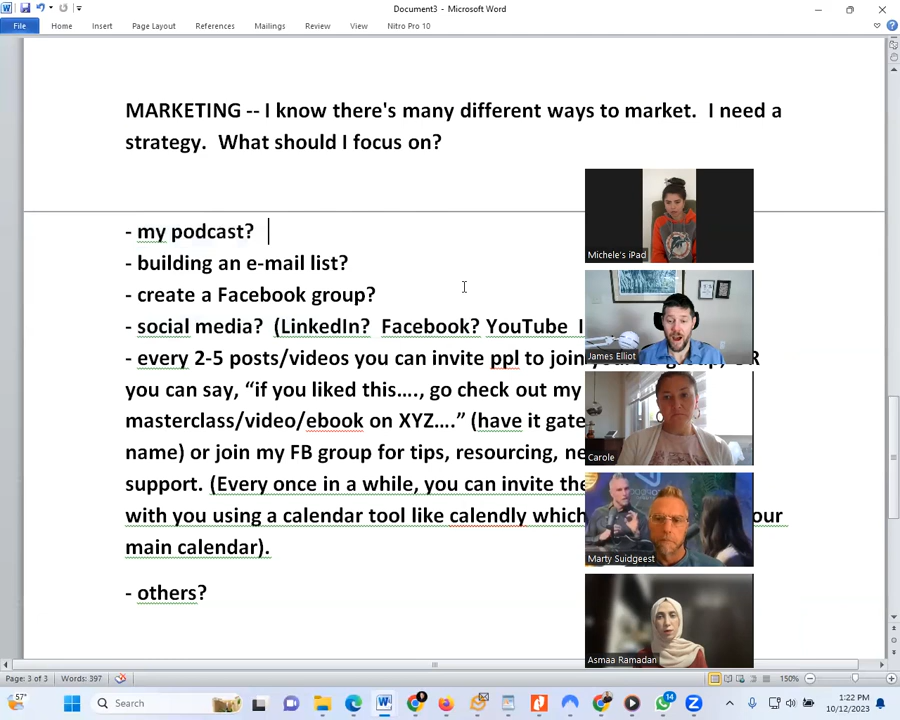 Document3 - Microsoft Word
File Home Insert Page Layout References Mailings Review View Nitro Pro 10
MARKETING -- I know there's many different ways to market. I need a
strategy. What should I focus on?
- my podcast?
- building an e-mail list?
- create a Facebook group?
- social media? (LinkedIn? Facebook? YouTube
- every 2-5 posts/videos you can invite ppl to join
you can say, “if you liked this…., go check out my
masterclass/video/ebook on XYZ….” (have it gate
name) or join my FB group for tips, resourcing, ne
support. (Every once in a while, you can invite the
with you using a calendar tool like calendly which our
main calendar).
- others?
Michele's iPad
James Elliot
Carole
Marty Suidgeest
Asmaa Ramadan
Page: 3 of 3 Words: 397
150%
57°
Search
14
1:22 PM
10/12/2023